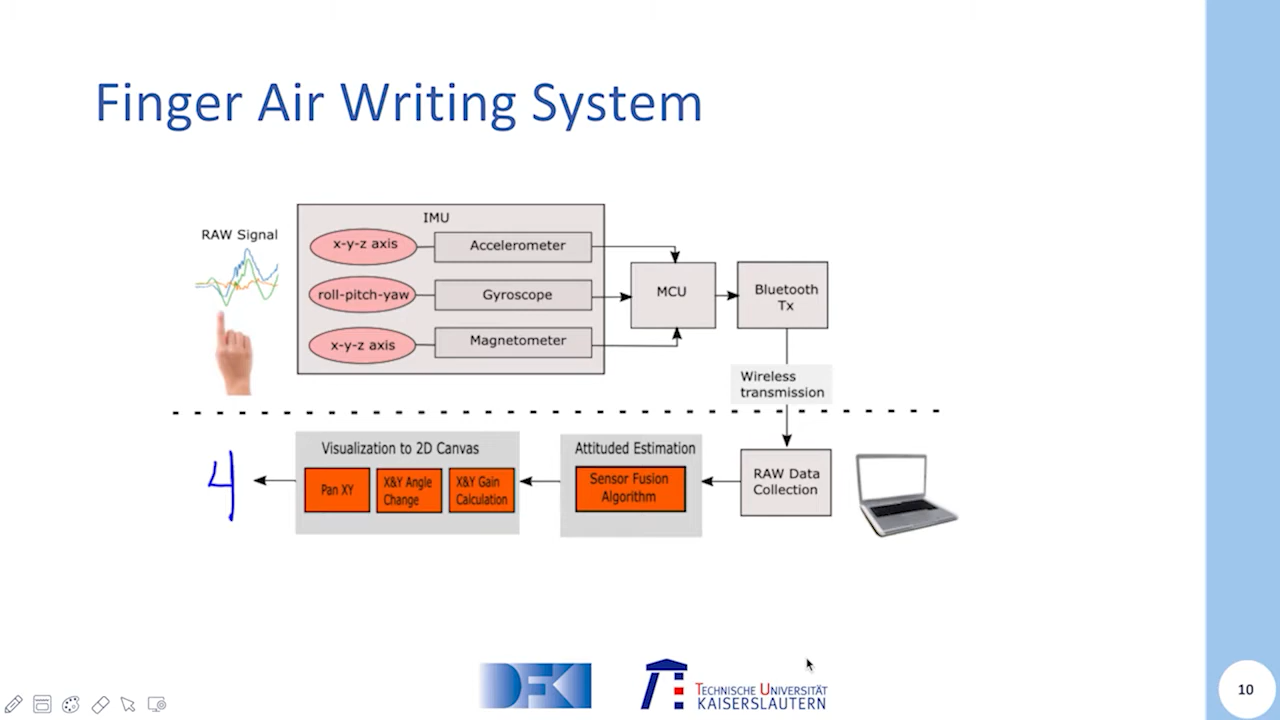 Finger Air Writing System
RAW Signal
IMU
x-y-z axis
Accelerometer
roll-pitch-yaw
Gyroscope
x-y-z axis
Magnetometer
MCU
Bluetooth
Tx
Wireless
transmission
RAW Data
Collection
Attituded Estimation
Sensor Fusion
Algorithm
Visualization to 2D Canvas
Pan XY
X&Y Angle
Change
X&Y Gain
Calculation
4
DFKI
TECHNISCHE UNIVERSITÄT
KAISERSLAUTERN
10